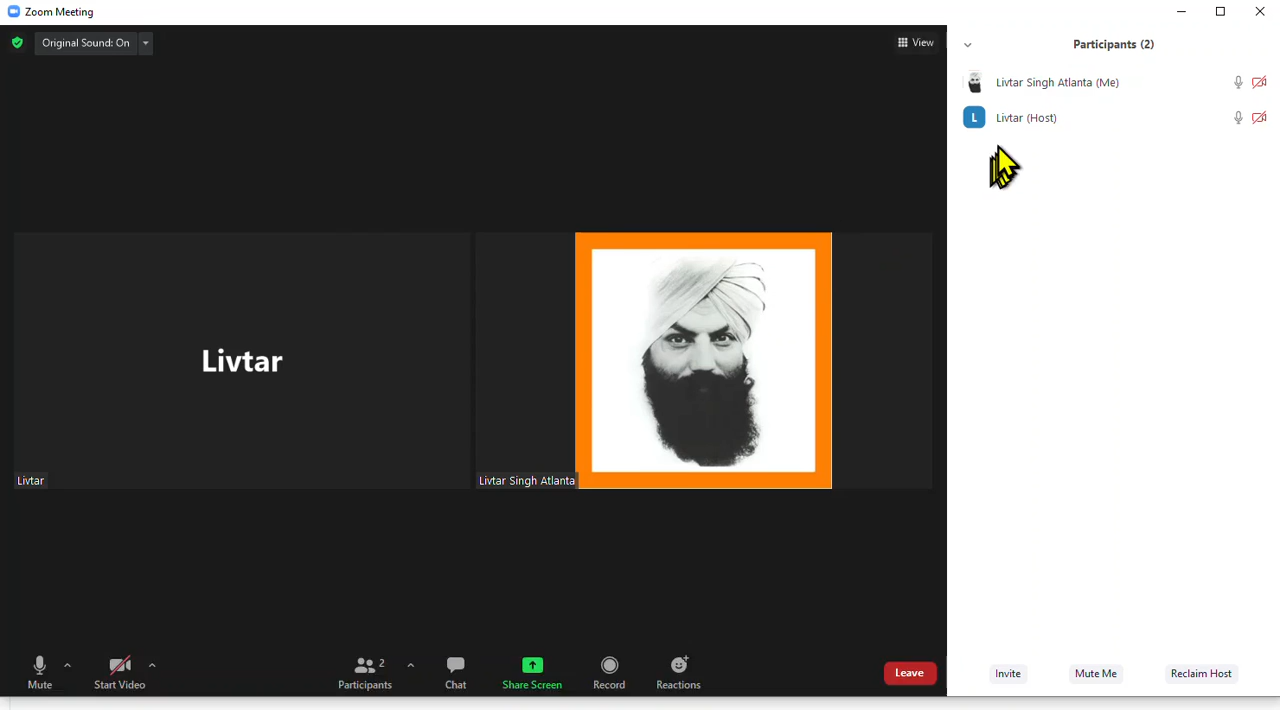 Zoom Meeting
Original Sound: On
View
Participants (2)
Livtar Singh Atlanta (Me)
L
Livtar (Host)
Livtar
Livtar
Livtar Singh Atlanta
Mute
Start Video
2
Participants
Chat
Share Screen
Record
Reactions
Leave
Invite
Mute Me
Reclaim Host